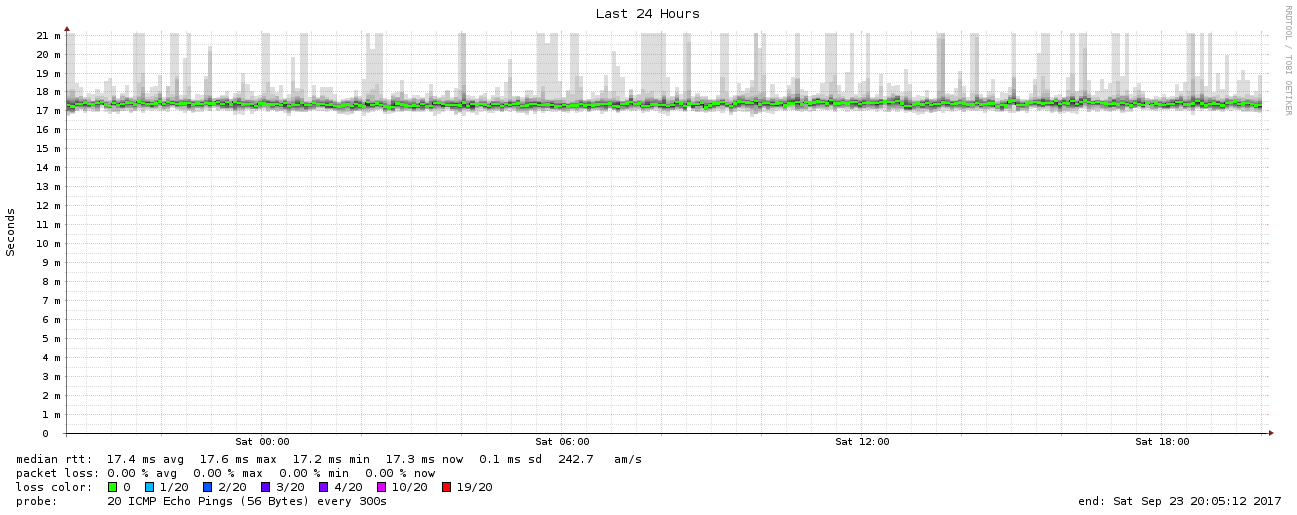 Last 24 Hours
RRDTOOL / TOBI OETIKER
Seconds
21 m
20 m
19 m
18 m
17 m
16 m
15 m
14 m
13 m
12 m
11 m
10 m
9 m
8 m
7 m
6 m
5 m
4 m
3 m
2 m
1 m
0
Sat 00:00 Sat 06:00 Sat 12:00 Sat 18:00
median rtt: 17.4 ms avg 17.6 ms max 17.2 ms min 17.3 ms now 0.1 ms sd 242.7 am/s
packet loss: 0.00 % avg 0.00 % max 0.00 % min 0.00 % now
loss color: 0 1/20 2/20 3/20 4/20 10/20 19/20
probe: 20 ICMP Echo Pings (56 Bytes) every 300s end: Sat Sep 23 20:05:12 2017